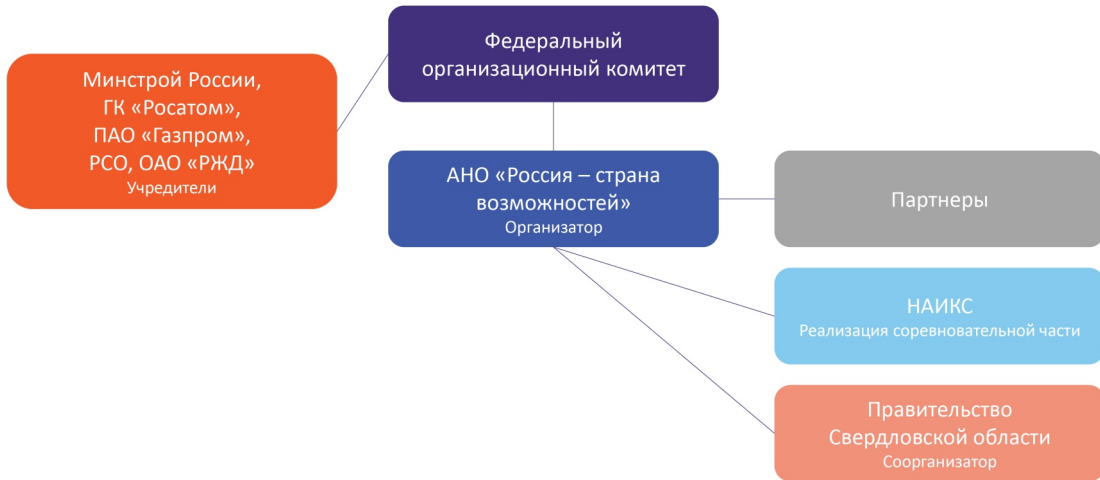 Федеральный
организационный комитет
Минстрой России,
ГК «Росатом»,
ПАО «Газпром»,
РСО, ОАО «РЖД»
Учредители
АНО «Россия – страна
возможностей»
Организатор
Партнеры
НАИКС
Реализация соревновательной части
Правительство
Свердловской области
Соорганизатор